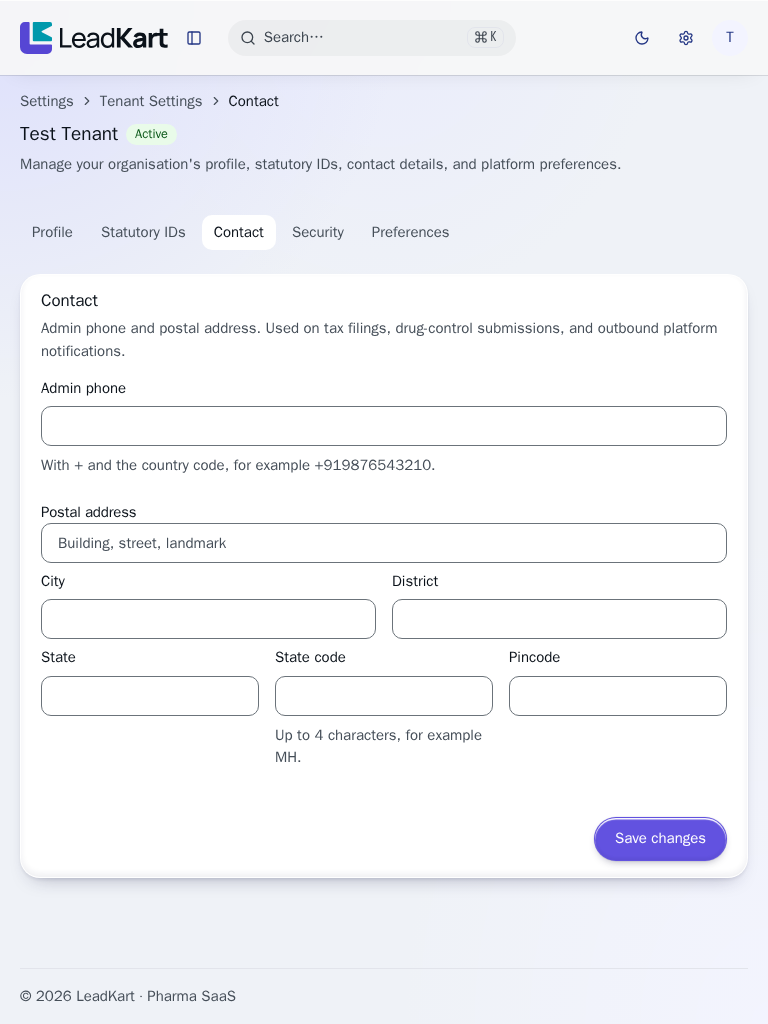 LeadKart
Search⋯
⌘K
T
Settings > Tenant Settings > Contact
Test Tenant Active
Manage your organisation's profile, statutory IDs, contact details, and platform preferences.
Profile Statutory IDs Contact Security Preferences
Contact
Admin phone and postal address. Used on tax filings, drug-control submissions, and outbound platform
notifications.
Admin phone
With + and the country code, for example +919876543210.
Postal address
Building, street, landmark
City District
State State code Pincode
Up to 4 characters, for example
MH.
Save changes
© 2026 LeadKart · Pharma SaaS